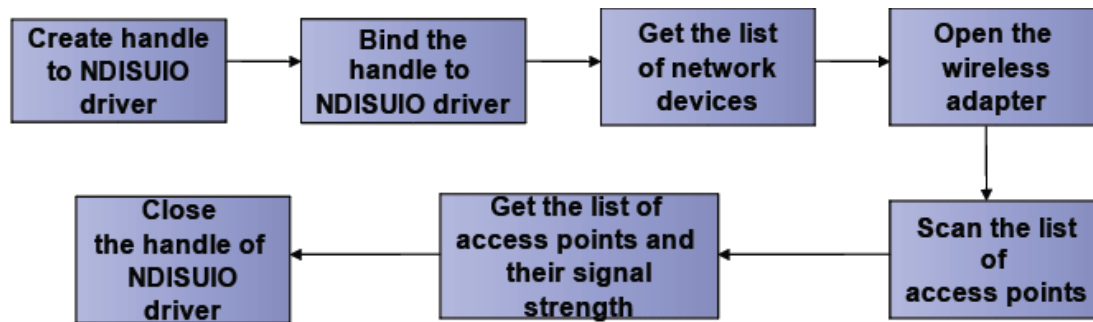 Create handle
to NDISUIO
driver
Bind the
handle to
NDISUIO driver
Get the list
of network
devices
Open the
wireless
adapter
Scan the list
of
access points
Get the list of
access points and
their signal
strength
Close
the handle of
NDISUIO
driver